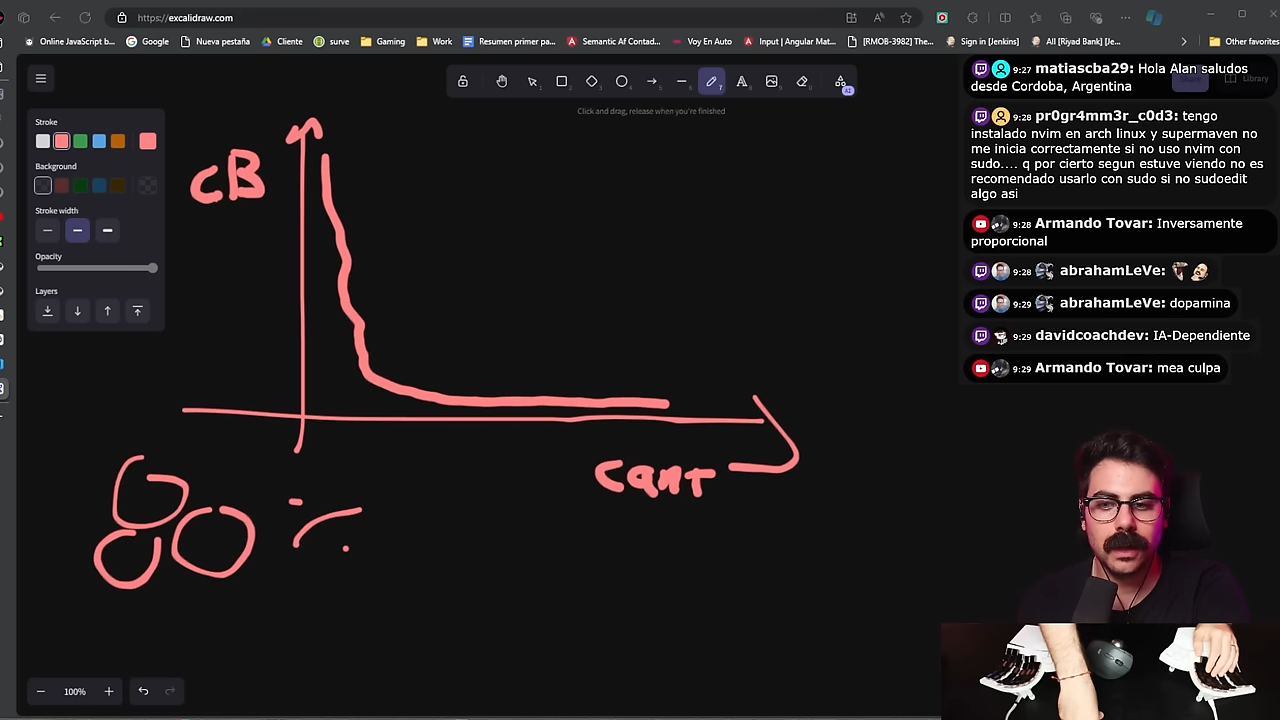 https://excalidraw.com
Online JavaScript b...
Google
Nueva pestaña
Cliente
surve
Gaming
Work
Resumen primer pa...
Semantic Af Contad...
Voy En Auto
Input | Angular Mat...
[RMOB-3982] [The...
Sign in [Jenkins]
All [Riyad Bank] [Je...
Other favorites
Click and drag, release when you're finished
Library
Stroke
Background
Stroke width
Opacity
Layers
CB
cant
80 %
100%
9:27 matiascba29: Hola Alan saludos
desde Cordoba, Argentina
9:28 pr0gr4mm3r_c0d3: tengo
instalado nvim en arch linux y supermaven no
me inicia correctamente si no uso nvim con
sudo.... q por cierto segun estuve viendo no es
recomendado usarlo con sudo si no sudoedit
algo asi
9:28 Armando Tovar: Inversamente
proporcional
9:28 abrahamLeVe:
9:29 abrahamLeVe: dopamina
9:29 davidcoachdev: IA-Dependiente
9:29 Armando Tovar: mea culpa